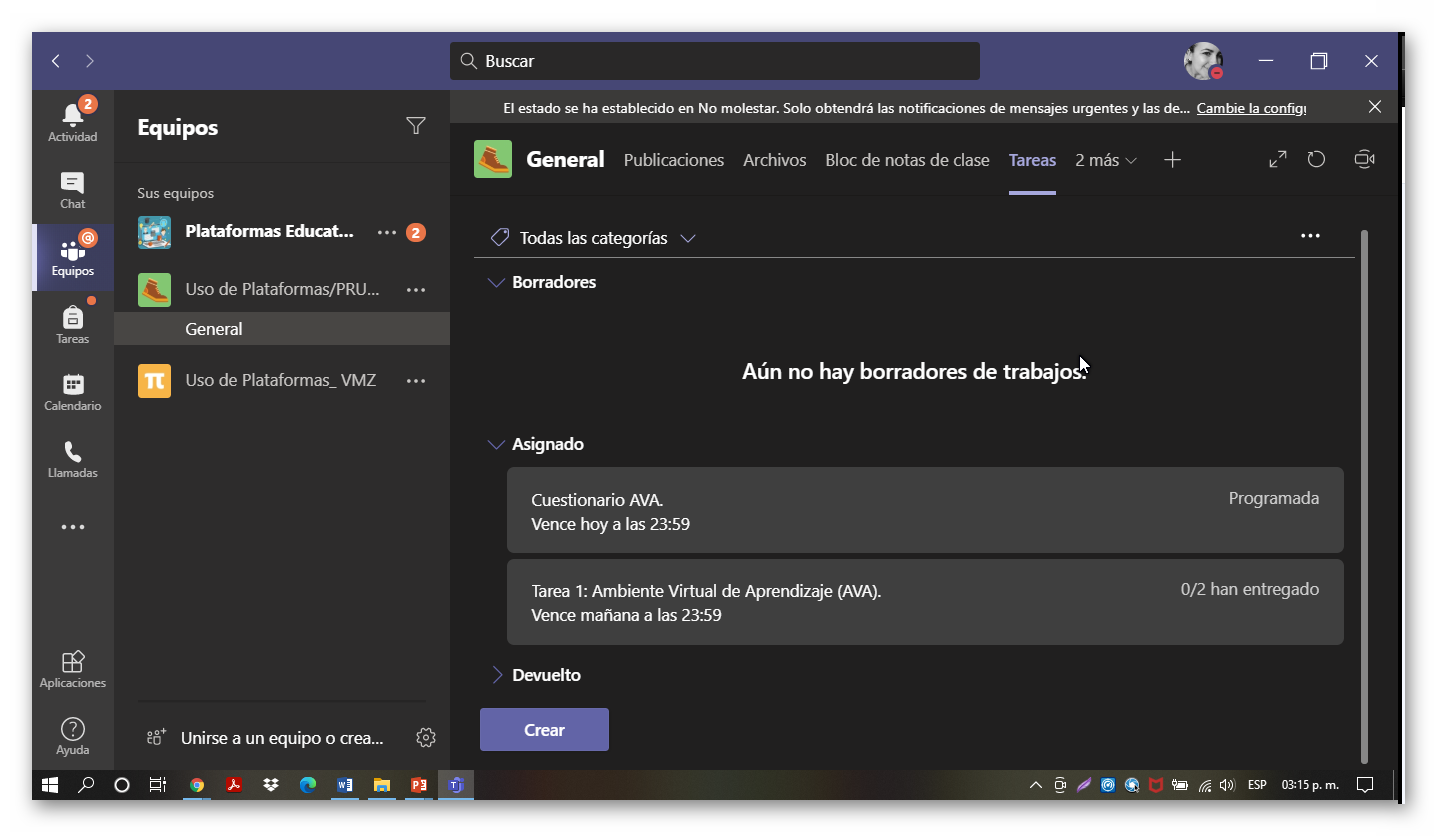 Buscar
El estado se ha establecido en No molestar. Solo obtendrá las notificaciones de mensajes urgentes y las de... Cambie la configu
2
Actividad
Chat
@
Equipos
Tareas
Calendario
Llamadas
Aplicaciones
Ayuda
Equipos
Sus equipos
Plataformas Educat... ... 2
Uso de Plataformas/PRU... ...
General
π Uso de Plataformas_ VMZ ...
Unirse a un equipo o crea...
General Publicaciones Archivos Bloc de notas de clase Tareas 2 más +
Todas las categorías ...
Borradores
Aún no hay borradores de trabajos.
Asignado
Cuestionario AVA. Programada
Vence hoy a las 23:59
Tarea 1: Ambiente Virtual de Aprendizaje (AVA). 0/2 han entregado
Vence mañana a las 23:59
Devuelto
Crear
ESP 03:15 p. m.